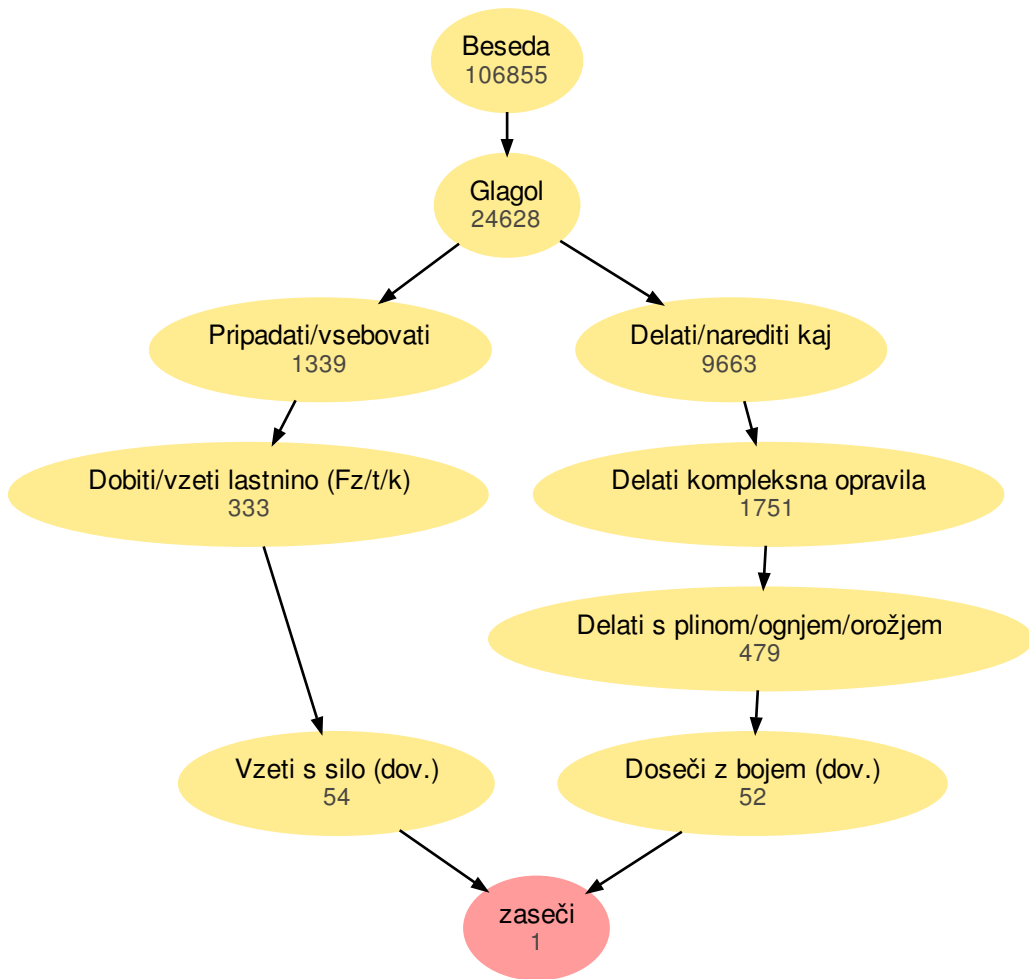 Beseda
106855
Glagol
24628
Pripadati/vsebovati
1339
Delati/narediti kaj
9663
Dobiti/vzeti lastnino (Fz/t/k)
333
Delati kompleksna opravila
1751
Delati s plinom/ognjem/orožjem
479
Vzeti s silo (dov.)
54
Doseči z bojem (dov.)
52
zaseči
1